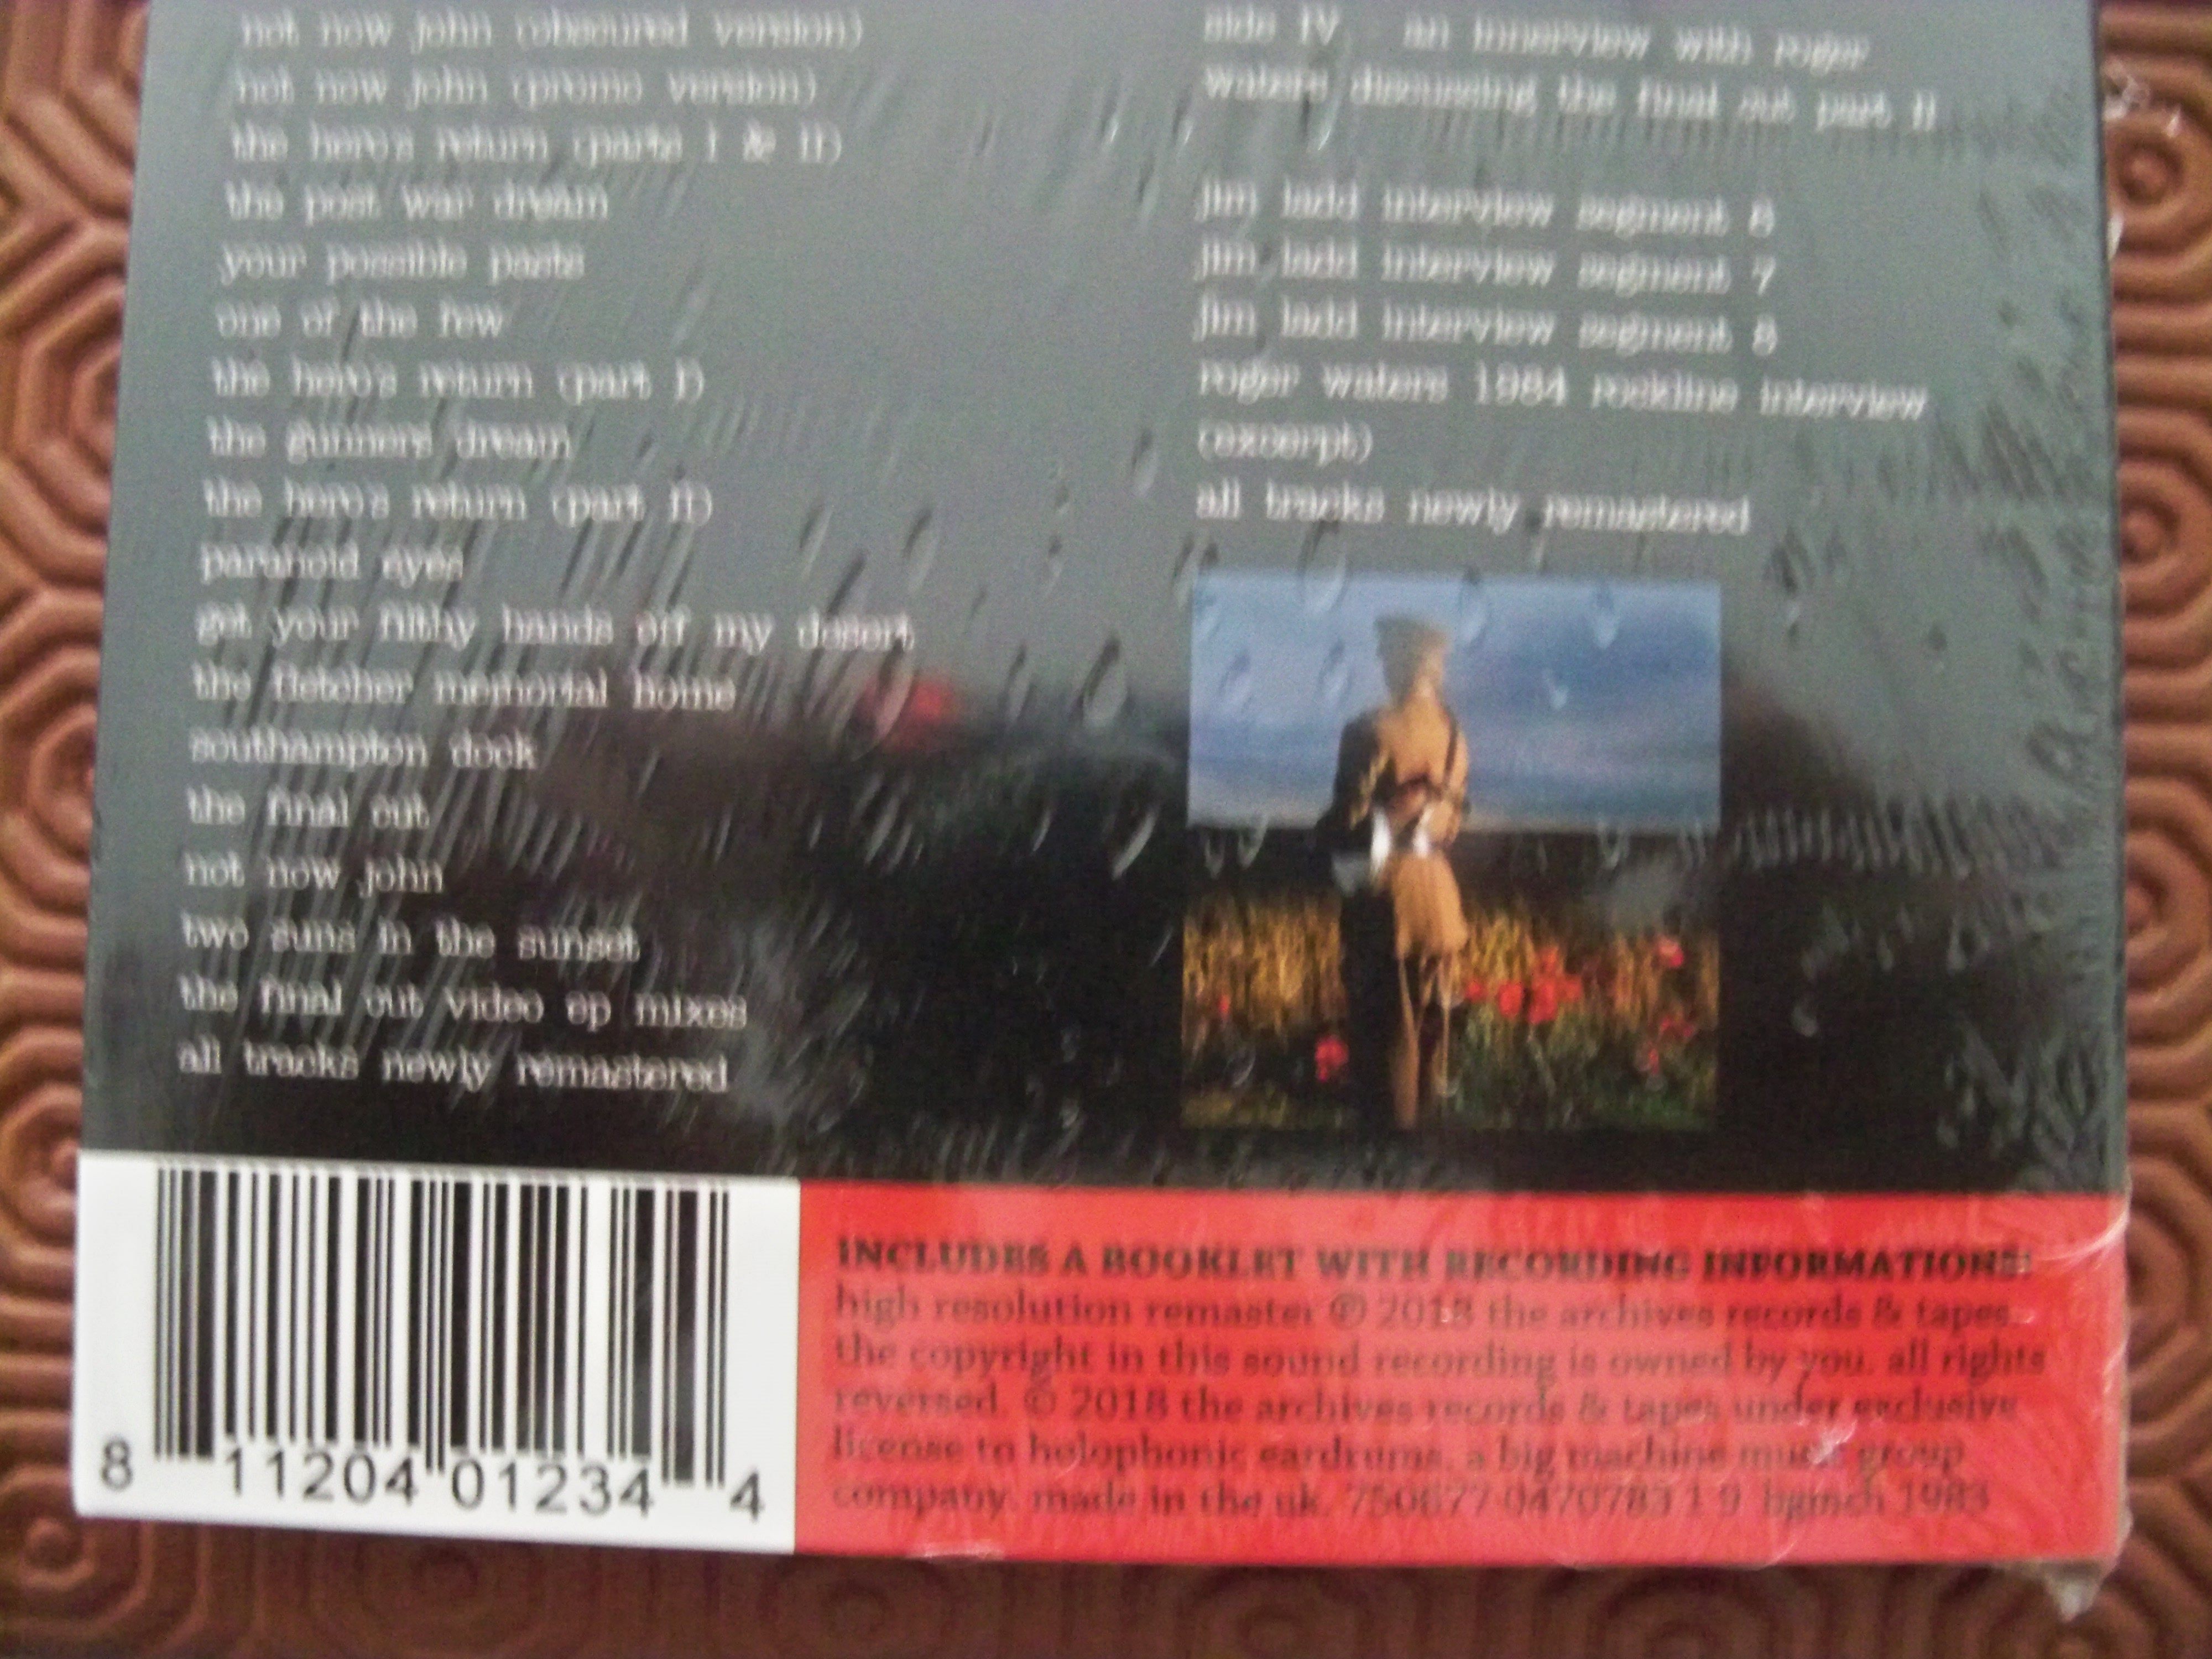 not now john (obscured version)
not now john (promo version)
the hero's return (parts I & II)
the post war dream
your possible pasts
one of the few
the hero's return (part I)
the gunners dream
the hero's return (part II)
paranoid eyes
get your filthy hands off my desert
the fletcher memorial home
southampton dock
the final cut
not now john
two suns in the sunset
the final cut video ep mixes
all tracks newly remastered
side IV an innerview with roger
waters discussing the final cut part II
jim ladd interview segment 6
jim ladd interview segment 7
jim ladd interview segment 8
roger waters 1984 rockline interview
(excerpt)
all tracks newly remastered
8 11204 01234 4
INCLUDES A BOOKLET WITH RECORDING INFORMATIONS!
high resolution remaster ℗ 2018 the archives records & tapes.
the copyright in this sound recording is owned by you. all rights
reversed. © 2018 the archives records & tapes under exclusive
license to holophonic eardrums. a big machine music group
company. made in the uk. 1 9 1983